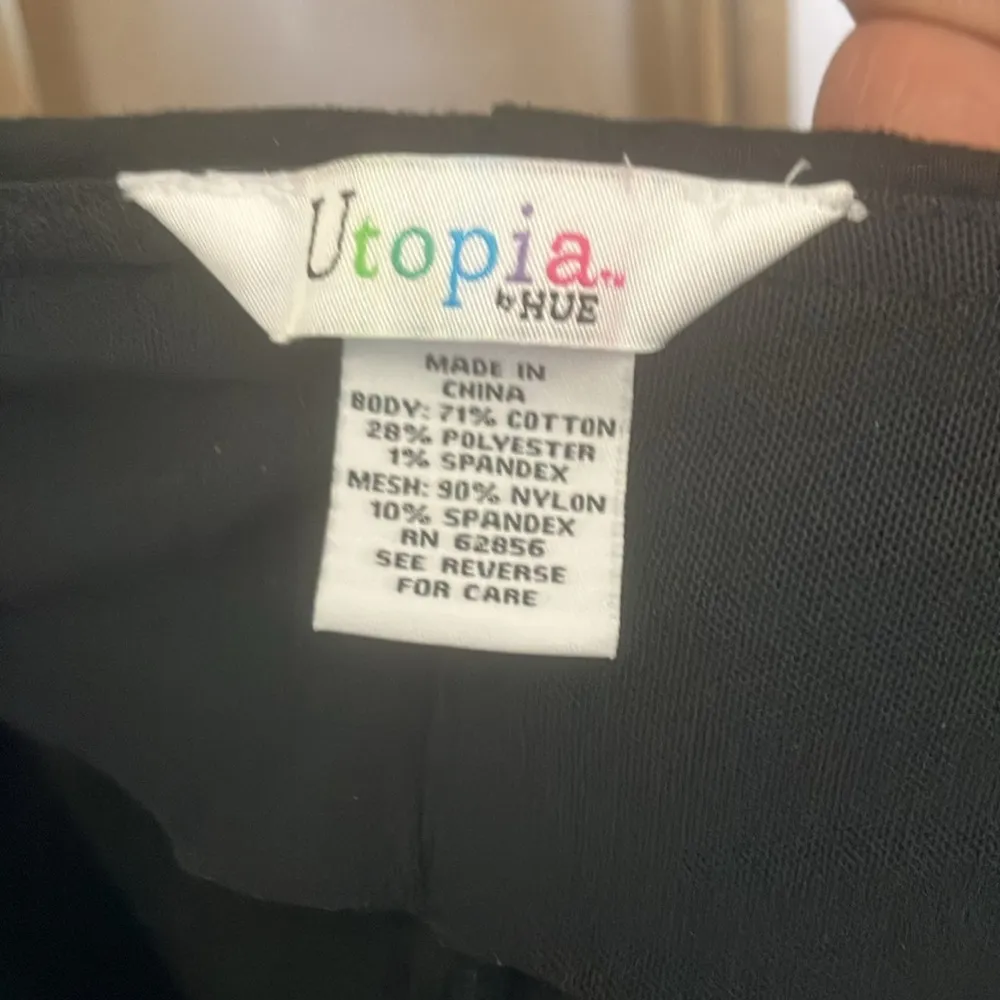 Utopia™
by HUE
MADE IN
CHINA
BODY: 71% COTTON
28% POLYESTER
1% SPANDEX
MESH: 90% NYLON
10% SPANDEX
RN 62856
SEE REVERSE
FOR CARE